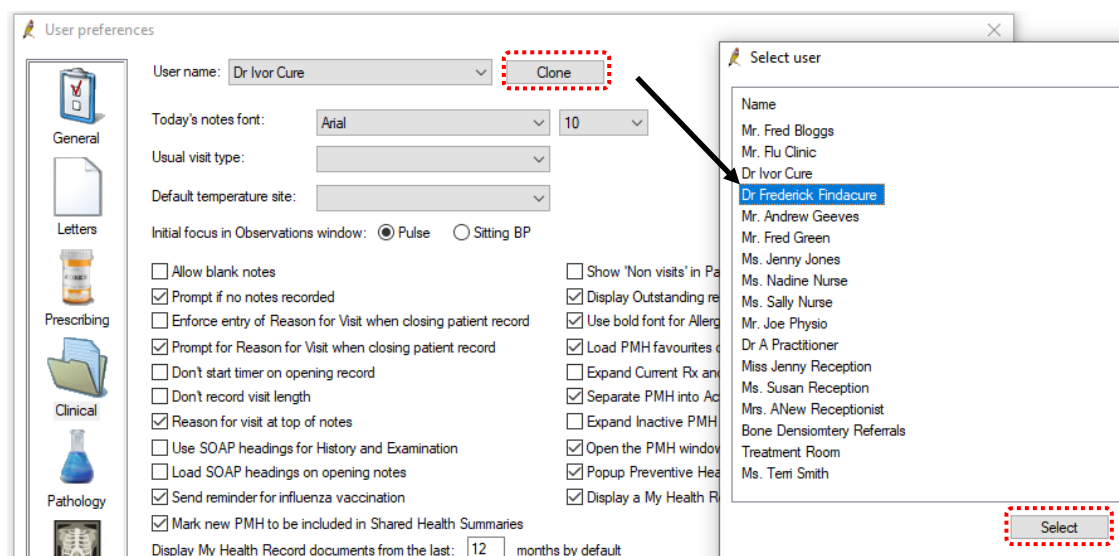 User preferences
User name: Dr Ivor Cure Clone
Today's notes font: Arial 10
Usual visit type:
Default temperature site:
Initial focus in Observations window: Pulse Sitting BP
Allow blank notes
Prompt if no notes recorded
Enforce entry of Reason for Visit when closing patient record
Prompt for Reason for Visit when closing patient record
Don't start timer on opening record
Don't record visit length
Reason for visit at top of notes
Use SOAP headings for History and Examination
Load SOAP headings on opening notes
Send reminder for influenza vaccination
Mark new PMH to be included in Shared Health Summaries
Display My Health Record documents from the last: 12 months by default
Show 'Non visits' in Pa
Display Outstanding re
Use bold font for Allerg
Load PMH favourites
Expand Current Rx and
Separate PMH into Ac
Expand Inactive PMH
Open the PMH window
Popup Preventive Hea
Display a My Health R
General
Letters
Prescribing
Clinical
Pathology
Select user
Name
Mr. Fred Bloggs
Mr. Flu Clinic
Dr Ivor Cure
Dr Frederick Findacure
Mr. Andrew Geeves
Mr. Fred Green
Ms. Jenny Jones
Ms. Nadine Nurse
Ms. Sally Nurse
Mr. Joe Physio
Dr A Practitioner
Miss Jenny Reception
Ms. Susan Reception
Mrs. ANew Receptionist
Bone Densiomtery Referrals
Treatment Room
Ms. Terri Smith
Select